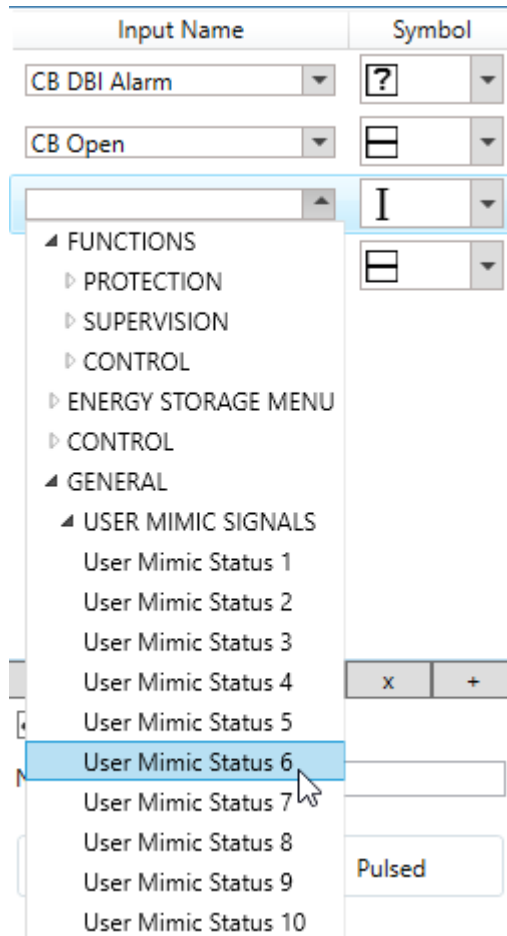 Input Name Symbol
CB DBI Alarm ?
CB Open
I
FUNCTIONS
PROTECTION
SUPERVISION
CONTROL
ENERGY STORAGE MENU
CONTROL
GENERAL
USER MIMIC SIGNALS
User Mimic Status 1
User Mimic Status 2
User Mimic Status 3
User Mimic Status 4 x +
User Mimic Status 5
User Mimic Status 6
User Mimic Status 7
User Mimic Status 8
User Mimic Status 9 Pulsed
User Mimic Status 10